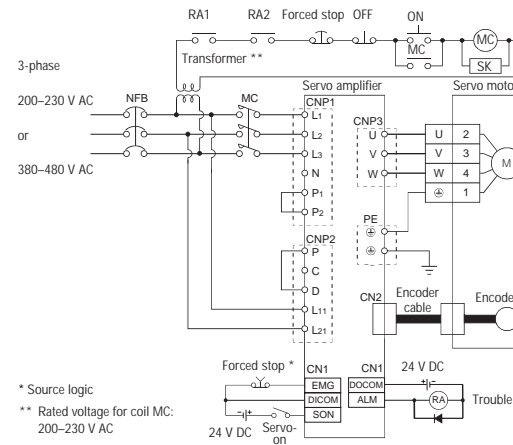 RA1 RA2 Forced stop OFF ON
MC
MC
SK
Transformer **
3-phase
200–230 V AC
or
380–480 V AC
NFB
MC
Servo amplifier
Servo moto
CNP1
L1
L2
L3
N
P1
P2
CNP3
U
V
W
U 2
V 3
W 4
1
M
PE
CNP2
P
C
D
L11
L21
CN2
Encoder
cable
Encode
Forced stop *
CN1
EMG
DICOM
SON
CN1
DOCOM
ALM
24 V DC
RA
Trouble
24 V DC
Servo-
on
* Source logic
** Rated voltage for coil MC:
200–230 V AC